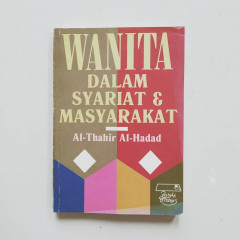 WANITA
DALAM
SYARIAT &
MASYARAKAT
Al-Thahir Al-Hadad